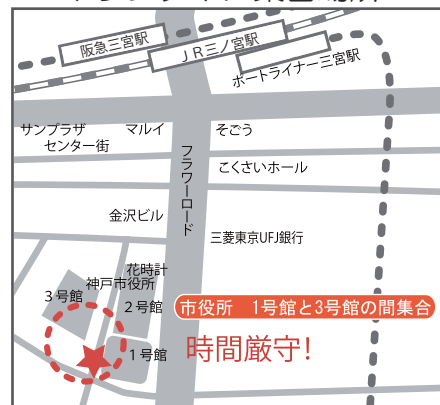 阪急三宮駅
JR三ノ宮駅
ポートライナー三宮駅
サンプラザ
センター街
マルイ
そごう
フラワーロード
こくさいホール
金沢ビル
三菱東京UFJ銀行
花時計
神戸市役所
3号館
2号館
市役所 1号館と3号館の間集合
1号館
時間厳守!